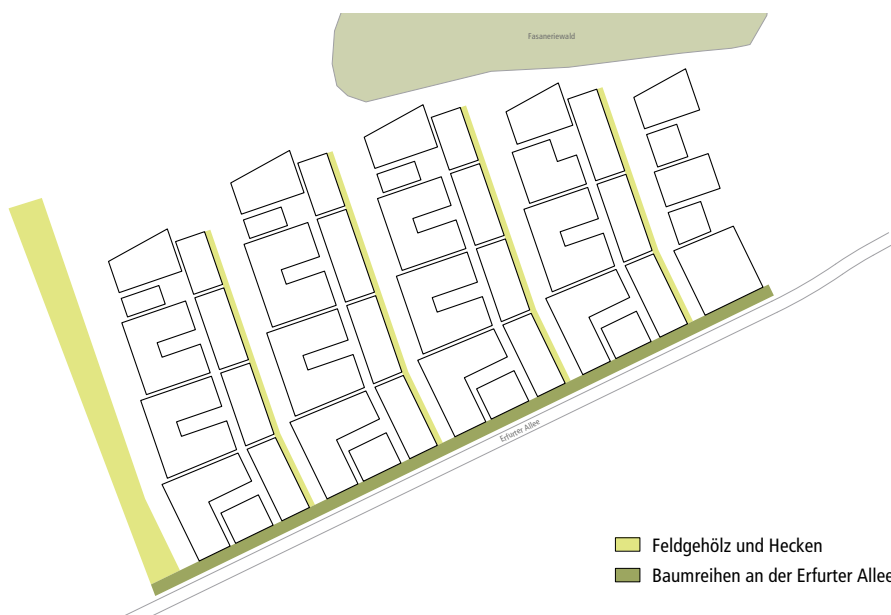 Fasaneriewald
Erfurter Allee
Feldgehölz und Hecken
Baumreihen an der Erfurter Allee